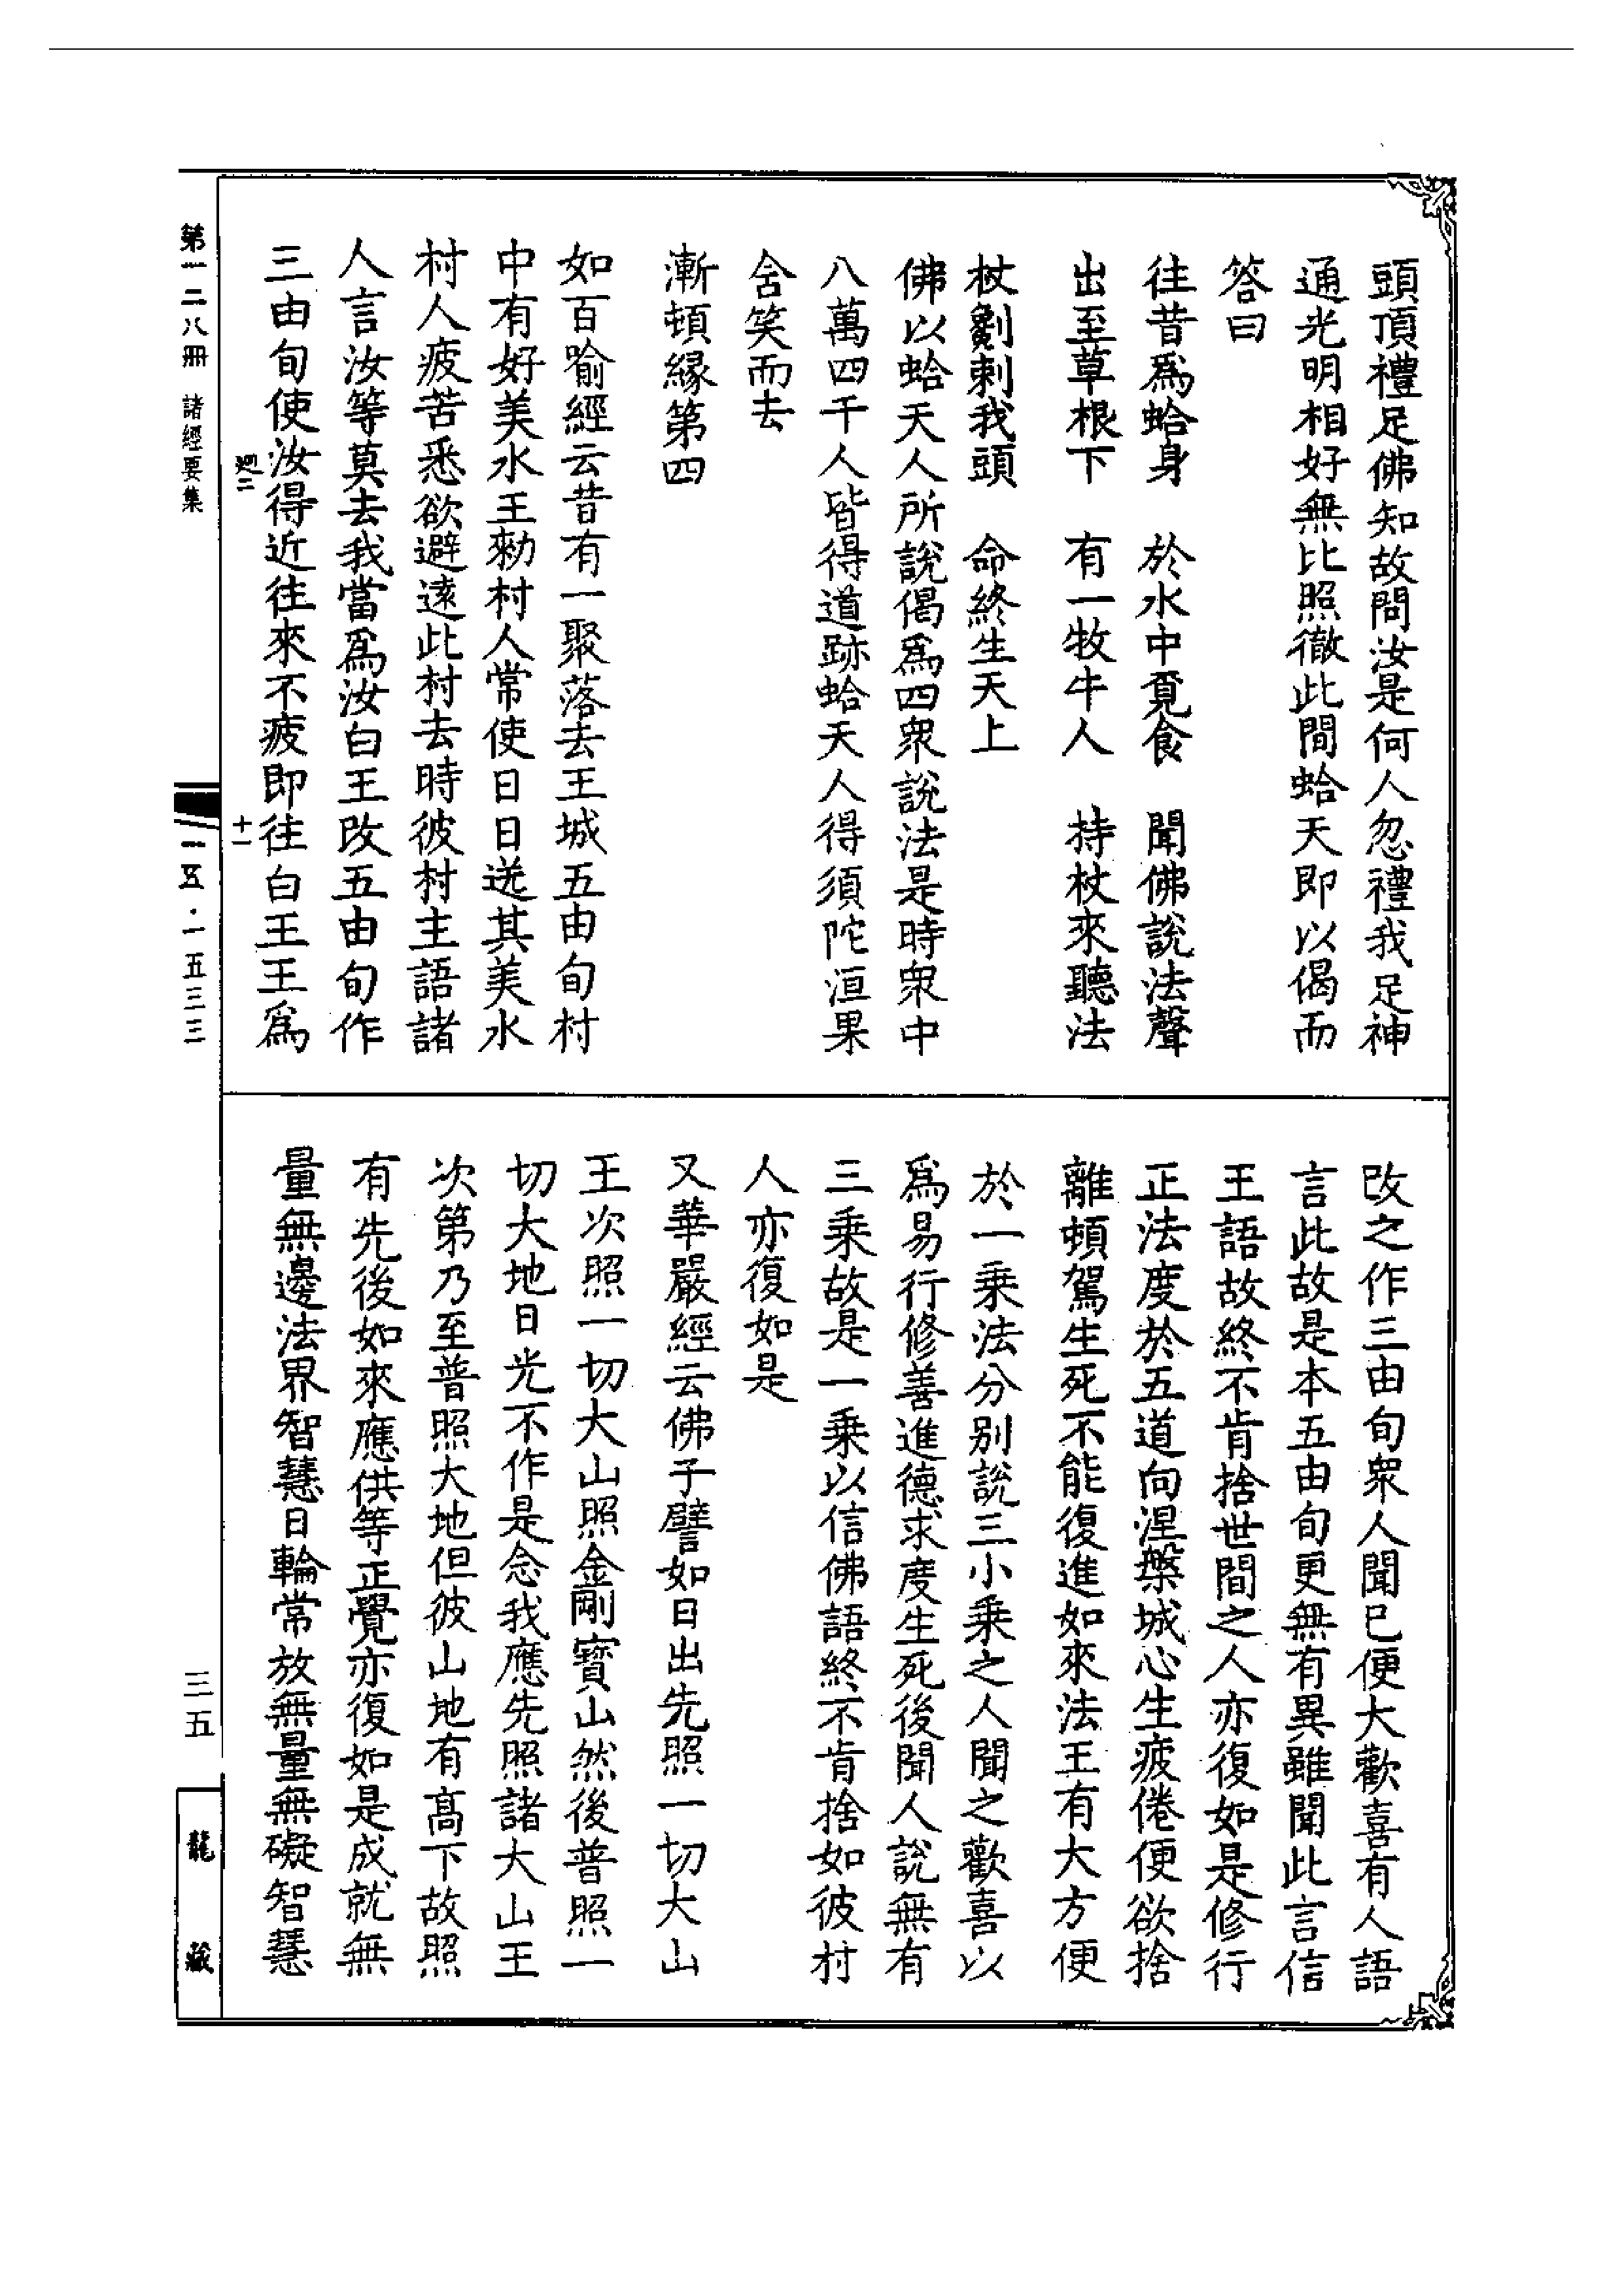 頭頂禮足佛知故問汝是何人忽禮我足神
通光明相好無比照徹此間蛤天即以偈而
答曰
往昔爲蛤身　於水中覓食　聞佛說法聲
出至草根下　有一牧牛人　持杖來聽法
杖劖刺我頭　命終生天上
佛以蛤天人所說偈爲四衆說法是時衆中
八萬四千人皆得道跡蛤天人得須陀洹果
含笑而去
漸頓緣第四
如百喻經云昔有一聚落去王城五由旬村
中有好美水王勑村人常使日日送其美水
村人疲苦悉欲避遠此村去時彼村主語諸
人言汝等莫去我當爲汝白王改五由旬作
三由旬使汝得近往來不疲即往白王王爲
改之作三由旬衆人聞已便大歡喜有人語
言此故是本五由旬更無有異雖聞此言信
王語故終不肯捨世間之人亦復如是修行
正法度於五道向涅槃城心生疲倦便欲捨
離頓駕生死不能復進如來法王有大方便
於一乘法分別說三小乘之人聞之歡喜以
爲易行修善進德求度生死後聞人說無有
三乘故是一乘以信佛語終不肯捨如彼村
人亦復如是
又華嚴經云佛子譬如日出先照一切大山
王次照一切大山照金剛寶山然後普照一
切大地日光不作是念我應先照諸大山王
次第乃至普照大地但彼山地有高下故照
有先後如來應供等正覺亦復如是成就無
量無邊法界智慧日輪常放無量無礙智慧
第一二八冊　諸經要集
迴二
十一
一五·一五三三
三五
龍藏